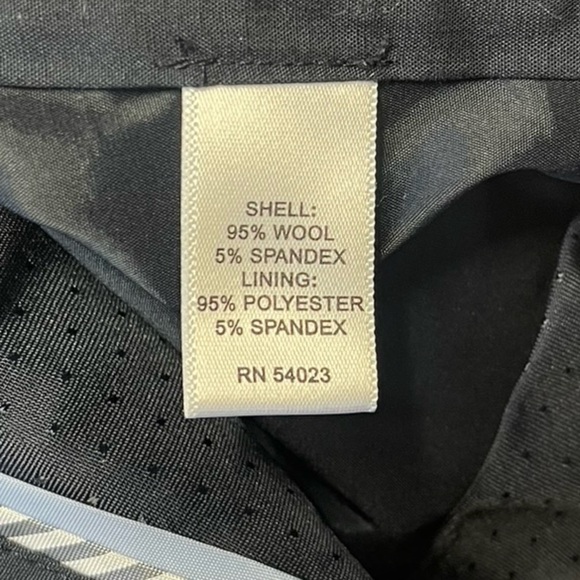 SHELL:
95% WOOL
5% SPANDEX
LINING:
95% POLYESTER
5% SPANDEX
RN 54023